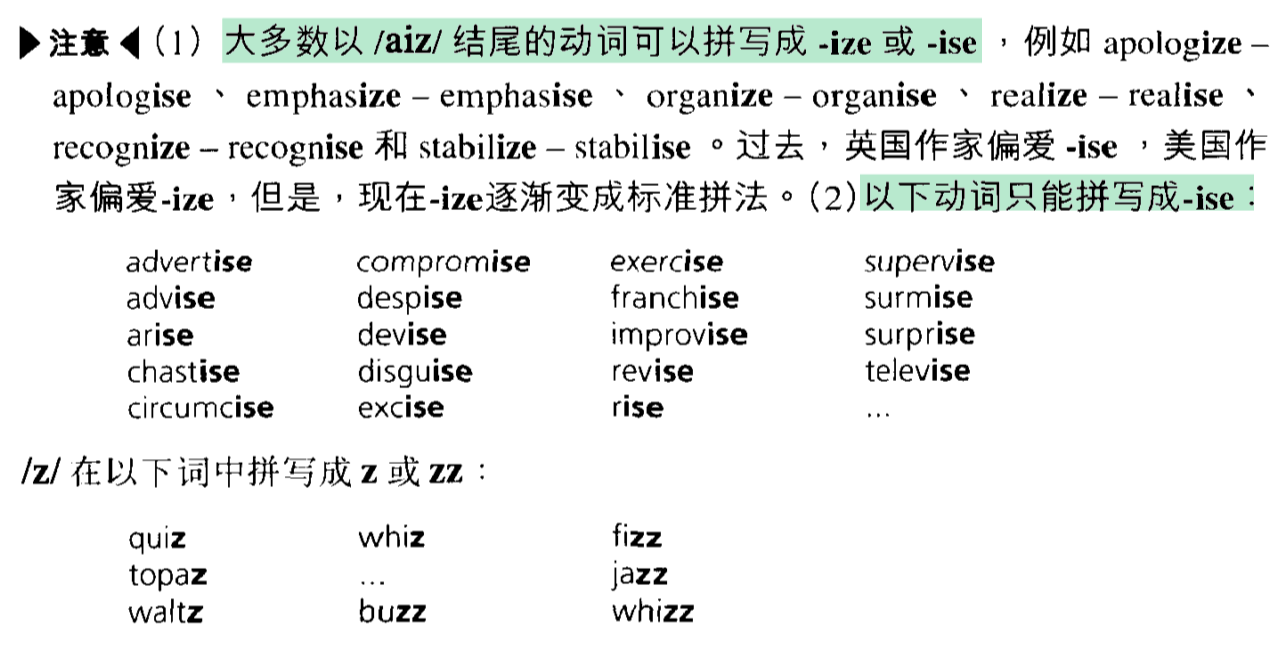 ▶注意◀（1）大多数以 /aiz/ 结尾的动词可以拼写成 -ize 或 -ise ，例如 apologize –
apologise 、 emphasize – emphasise 、 organize – organise 、 realize – realise 、
recognize – recognise 和 stabilize – stabilise 。过去，英国作家偏爱 -ise ，美国作
家偏爱-ize，但是，现在-ize逐渐变成标准拼法。（2）以下动词只能拼写成-ise：
advertise compromise exercise supervise
advise despise franchise surmise
arise devise improvise surprise
chastise disguise revise televise
circumcise excise rise ...
/z/ 在以下词中拼写成 z 或 zz：
quiz whiz fizz
topaz ... jazz
waltz buzz whizz